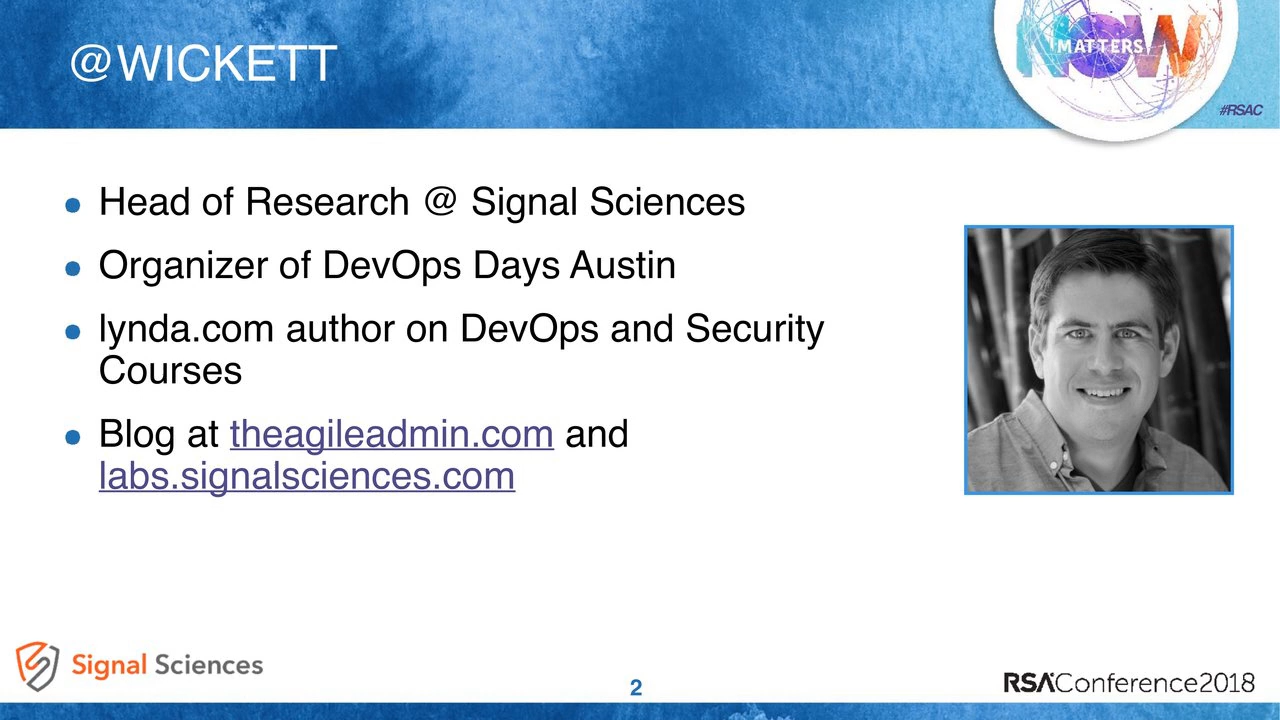 @WICKETT
NOW
MATTERS
#RSAC
Head of Research @ Signal Sciences
Organizer of DevOps Days Austin
lynda.com author on DevOps and Security
Courses
Blog at theagileadmin.com and
labs.signalsciences.com
Signal Sciences
2
RSAConference2018